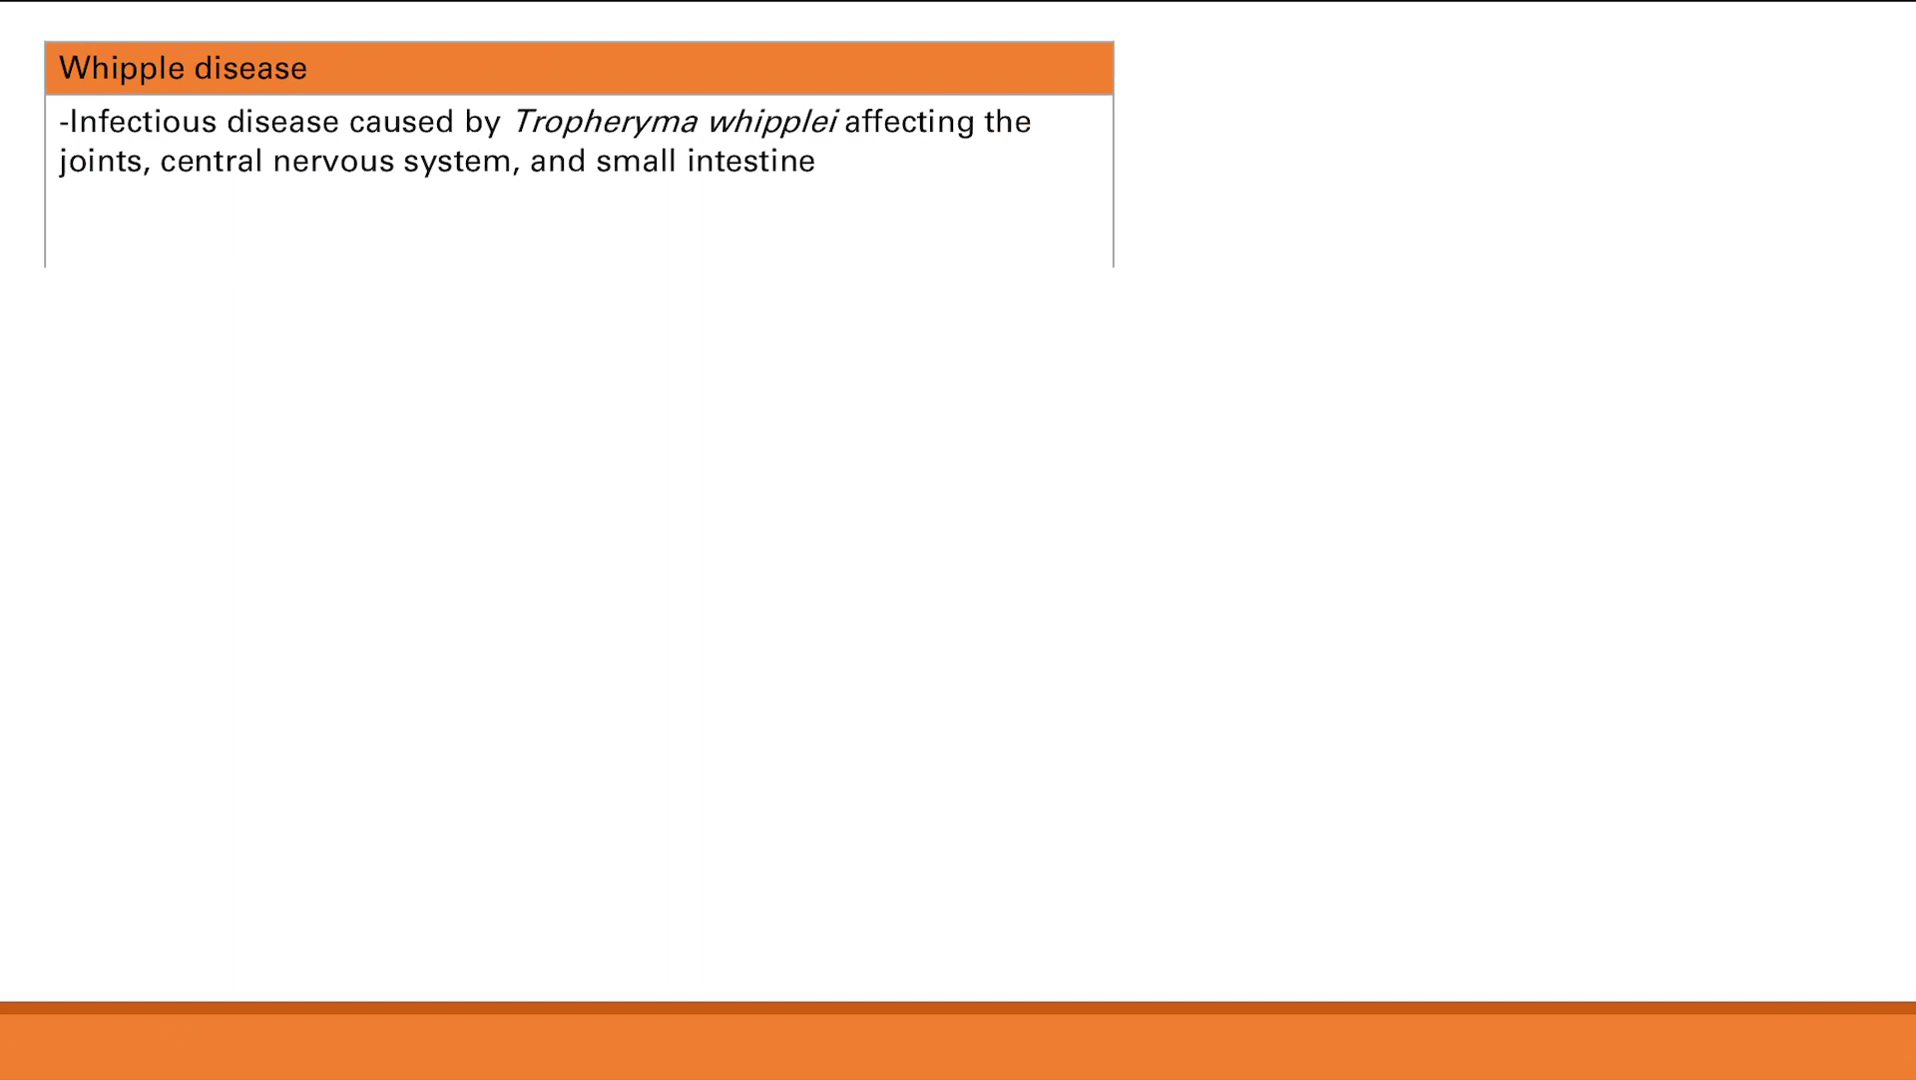 Whipple disease
-Infectious disease caused by Tropheryma whipplei affecting the
joints, central nervous system, and small intestine